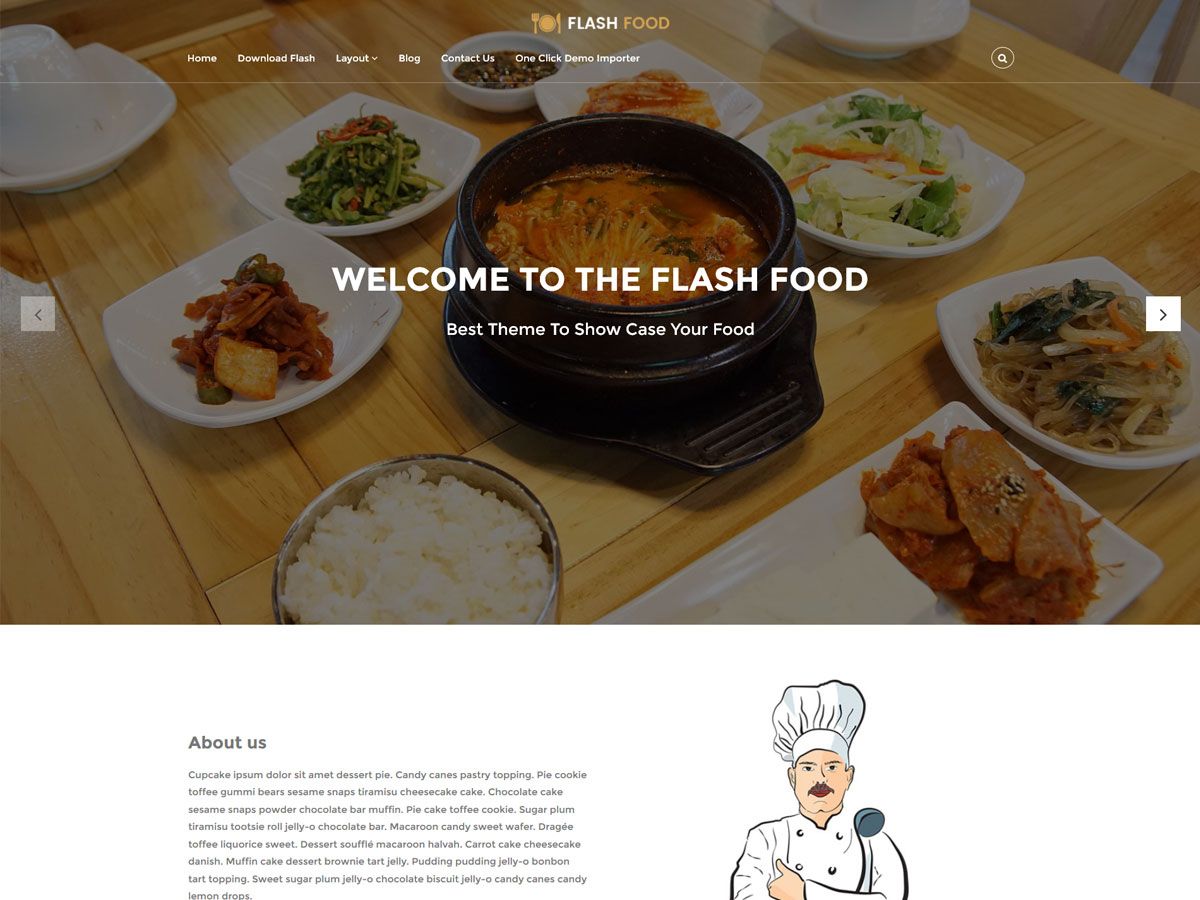 FLASH FOOD
Home Download Flash Layout Blog Contact Us One Click Demo Importer
WELCOME TO THE FLASH FOOD
Best Theme To Show Case Your Food
About us
Cupcake ipsum dolor sit amet dessert pie. Candy canes pastry topping. Pie cookie
toffee gummi bears sesame snaps tiramisu cheesecake cake. Chocolate cake
sesame snaps powder chocolate bar muffin. Pie cake toffee cookie. Sugar plum
tiramisu tootsie roll jelly-o chocolate bar. Macaroon candy sweet wafer. Dragée
toffee liquorice sweet. Dessert soufflé macaroon halvah. Carrot cake cheesecake
danish. Muffin cake dessert brownie tart jelly. Pudding pudding jelly-o bonbon
tart topping. Sweet sugar plum jelly-o chocolate biscuit jelly-o candy canes candy
lemon drops.